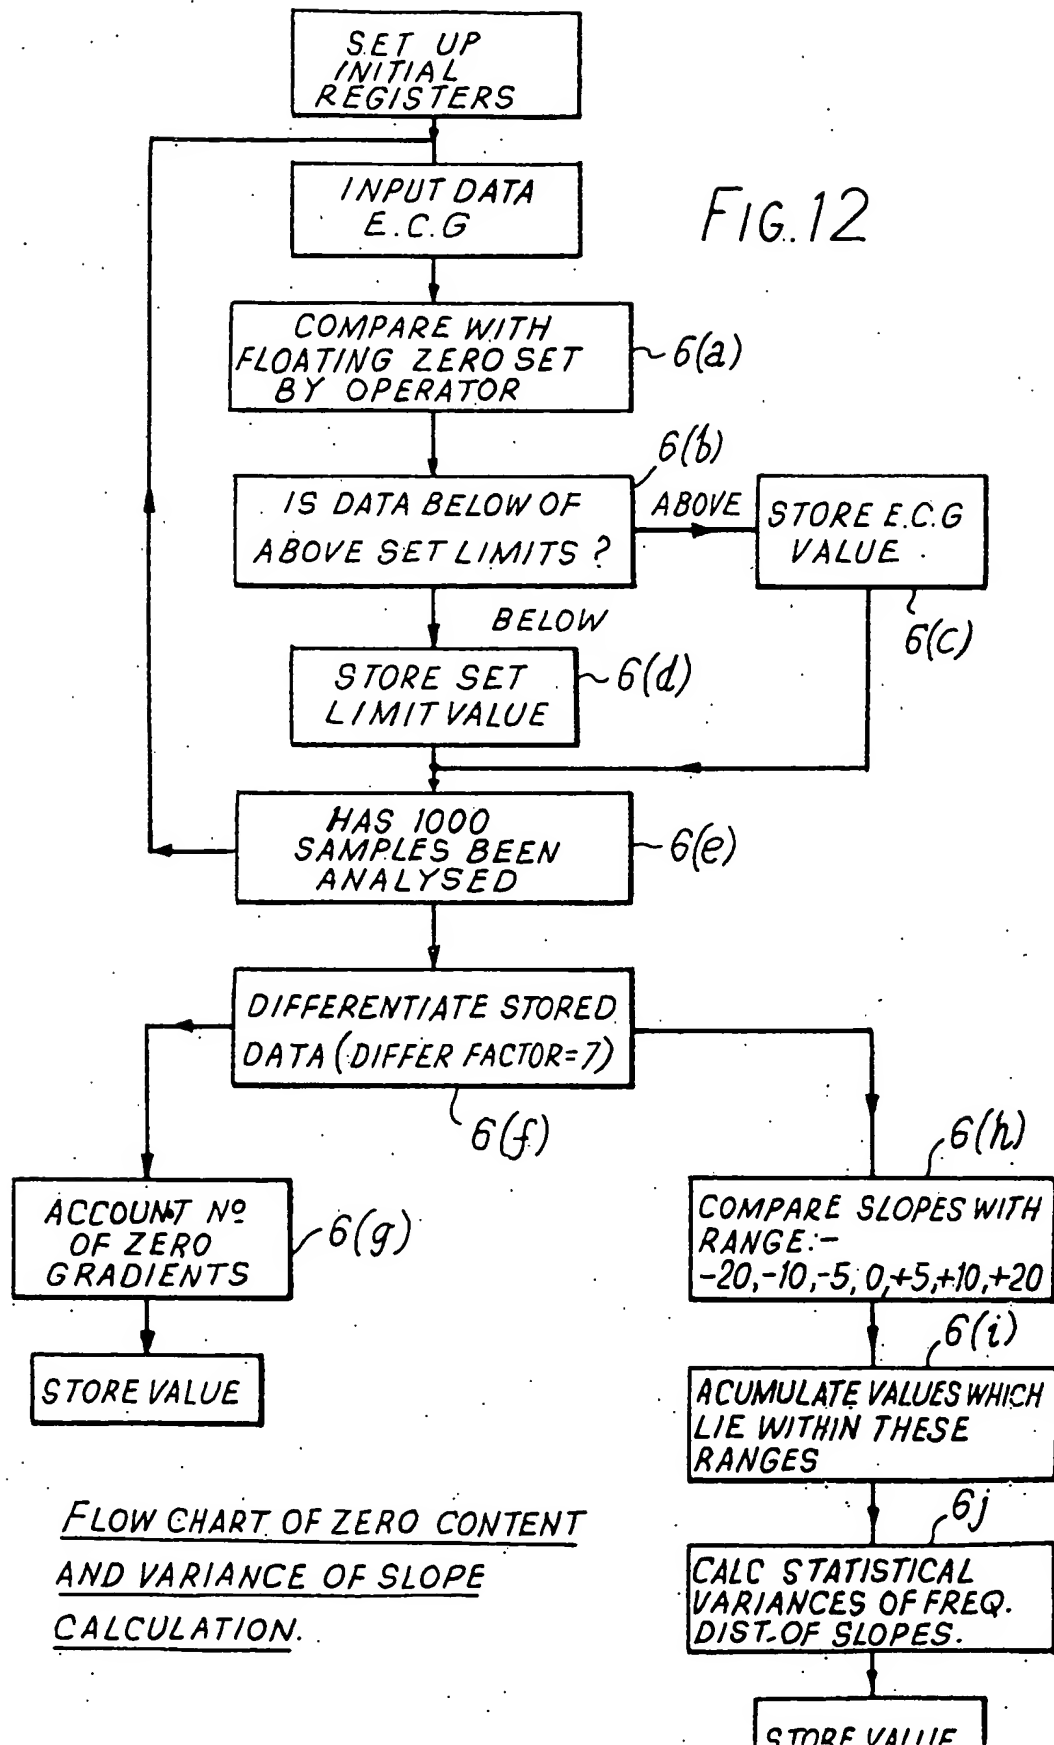 SET UP
INITIAL
REGISTERS
INPUT DATA
E.C.G
FIG.12
COMPARE WITH
FLOATING ZERO SET
BY OPERATOR
6(a)
6(b)
IS DATA BELOW OF
ABOVE SET LIMITS ?
ABOVE
STORE E.C.G
VALUE
6(c)
BELOW
STORE SET
LIMIT VALUE
6(d)
HAS 1000
SAMPLES BEEN
ANALYSED
6(e)
DIFFERENTIATE STORED
DATA (DIFFER FACTOR=7)
6(f)
ACCOUNT Nº
OF ZERO
GRADIENTS
6(g)
STORE VALUE
6(h)
COMPARE SLOPES WITH
RANGE:-
-20,-10,-5, 0,+5,+10,+20
6(i)
ACUMULATE VALUES WHICH
LIE WITHIN THESE
RANGES
6j
CALC STATISTICAL
VARIANCES OF FREQ.
DIST. OF SLOPES.
STORE VALUE
FLOW CHART OF ZERO CONTENT
AND VARIANCE OF SLOPE
CALCULATION.